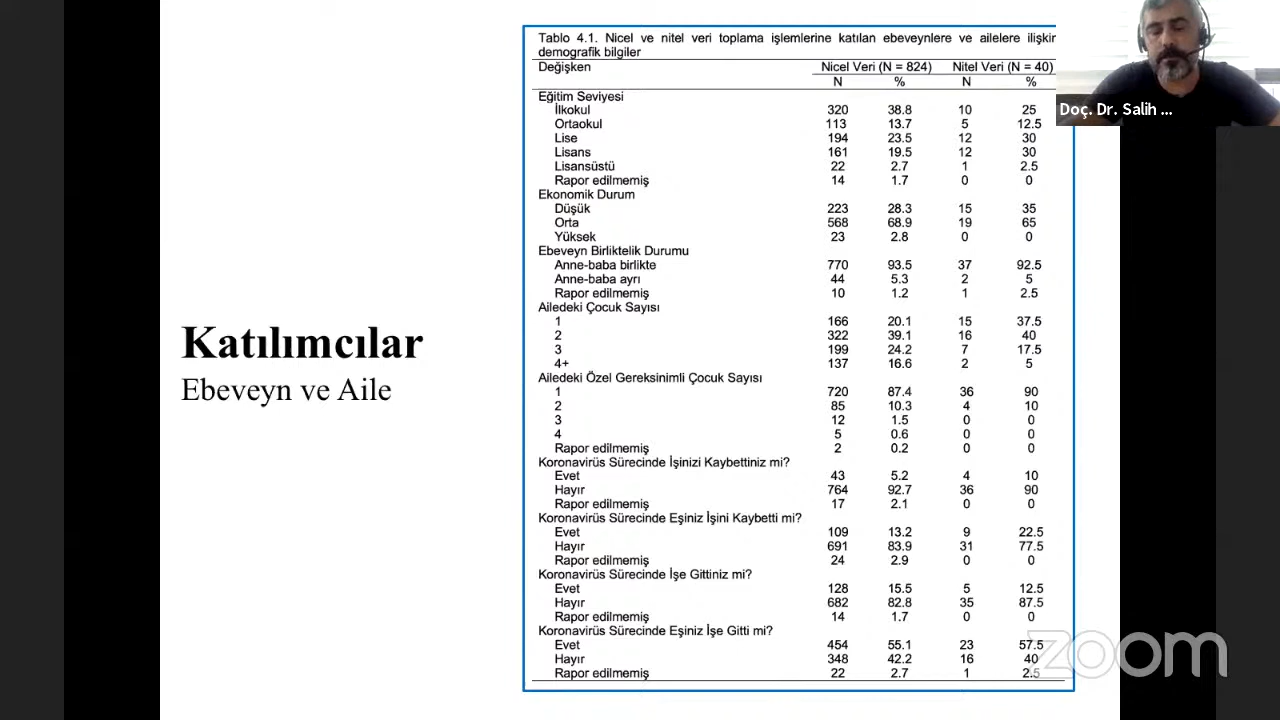 Tablo 4.1. Nicel ve nitel veri toplama işlemlerine katılan ebeveynlere ve ailelere ilişkin
demografik bilgiler
Değişken Nicel Veri (N = 824) Nitel Veri (N = 40)
N % N %
Eğitim Seviyesi
İlkokul 320 38.8 10 25
Ortaokul 113 13.7 5 12.5
Lise 194 23.5 12 30
Lisans 161 19.5 12 30
Lisansüstü 22 2.7 1 2.5
Rapor edilmemiş 14 1.7 0 0
Ekonomik Durum
Düşük 223 28.3 15 35
Orta 568 68.9 19 65
Yüksek 23 2.8 0 0
Ebeveyn Birliktelik Durumu
Anne-baba birlikte 770 93.5 37 92.5
Anne-baba ayrı 44 5.3 2 5
Rapor edilmemiş 10 1.2 1 2.5
Ailedeki Çocuk Sayısı
1 166 20.1 15 37.5
2 322 39.1 16 40
3 199 24.2 7 17.5
4+ 137 16.6 2 5
Ailedeki Özel Gereksinimli Çocuk Sayısı
1 720 87.4 36 90
2 85 10.3 4 10
3 12 1.5 0 0
4 5 0.6 0 0
Rapor edilmemiş 2 0.2 0 0
Koronavirüs Sürecinde İşinizi Kaybettiniz mi?
Evet 43 5.2 4 10
Hayır 764 92.7 36 90
Rapor edilmemiş 17 2.1 0 0
Koronavirüs Sürecinde Eşiniz İşini Kaybetti mi?
Evet 109 13.2 9 22.5
Hayır 691 83.9 31 77.5
Rapor edilmemiş 24 2.9 0 0
Koronavirüs Sürecinde İşe Gittiniz mi?
Evet 128 15.5 5 12.5
Hayır 682 82.8 35 87.5
Rapor edilmemiş 14 1.7 0 0
Koronavirüs Sürecinde Eşiniz İşe Gitti mi?
Evet 454 55.1 23 57.5
Hayır 348 42.2 16 40
Rapor edilmemiş 22 2.7 1 2.5
Katılımcılar
Ebeveyn ve Aile
Doç. Dr. Salih ...
zoom